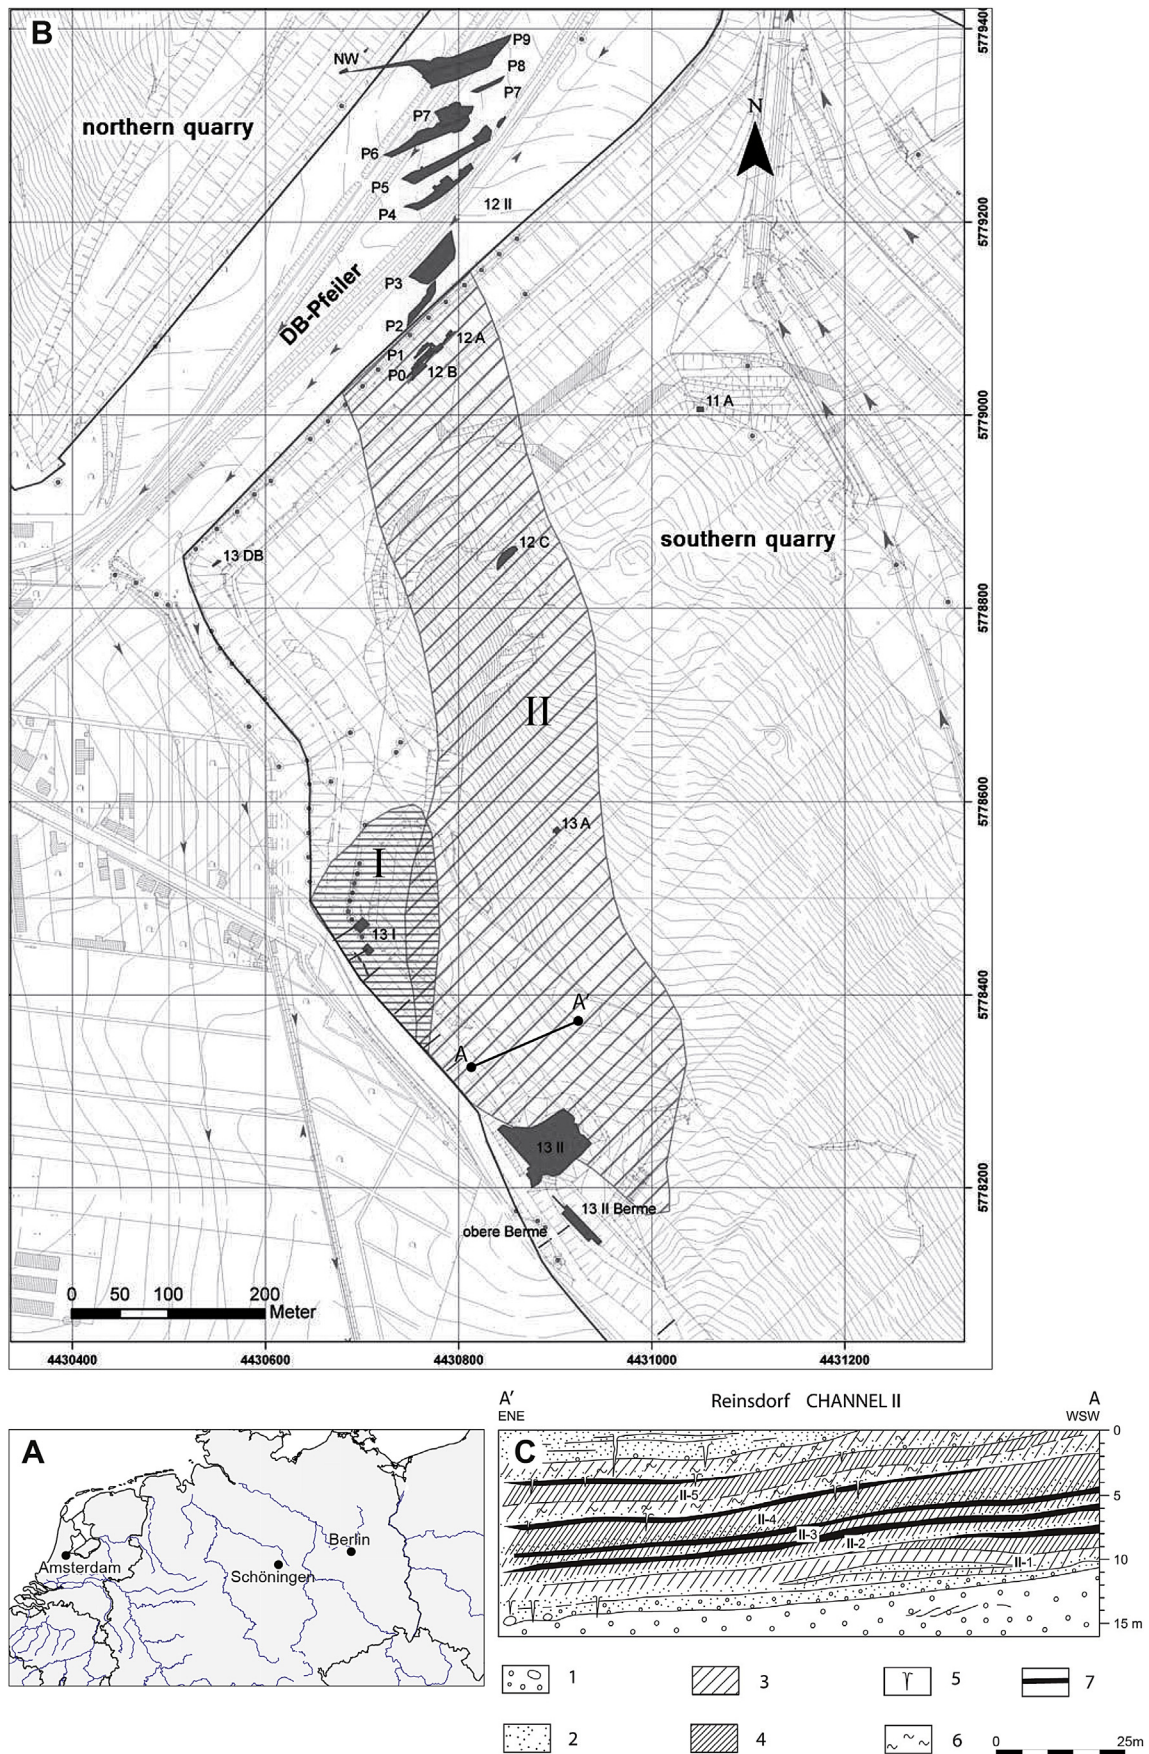 B
NW
P9
P8
P7
P7
northern quarry
P6
P5
P4
12 II
N
5779400
5779200
P3
DB-Pfeiler
P2
P1
12 A
P0
12 B
11 A
5779000
12 C
southern quarry
13 DB
5778800
II
5778600
13 A
I
13 I
5778400
A'
A
13 II
5778200
13 II Berme
obere Berme
0 50 100 200
Meter
4430400 4430600 4430800 4431000 4431200
A
Amsterdam
Berlin
Schöningen
A' Reinsdorf CHANNEL II A
ENE WSW
C
0
5
10
15 m
II-5
II-4
II-3
II-2
II-1
1 3 5 7
2 4 6
0 25m